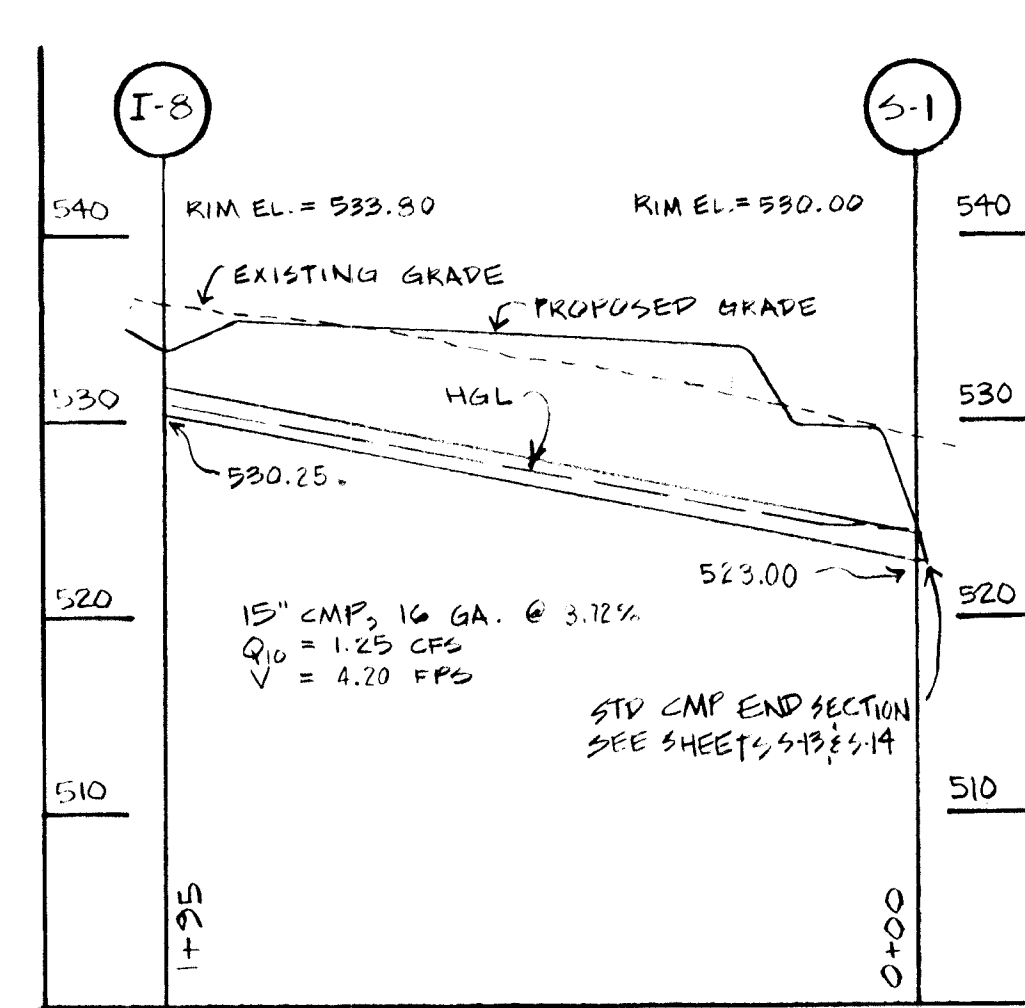 I-8
S-1
540
RIM EL. = 533.80
RIM EL. = 530.00
540
EXISTING GRADE
PROPOSED GRADE
530
HGL
530
530.25
523.00
520
15" CMP, 16 GA. @ 3.72%
520
Q10 = 1.25 CFS
V = 4.20 FPS
STD CMP END SECTION
SEE SHEETS S-13 & S-14
510
510
1+95
0+00